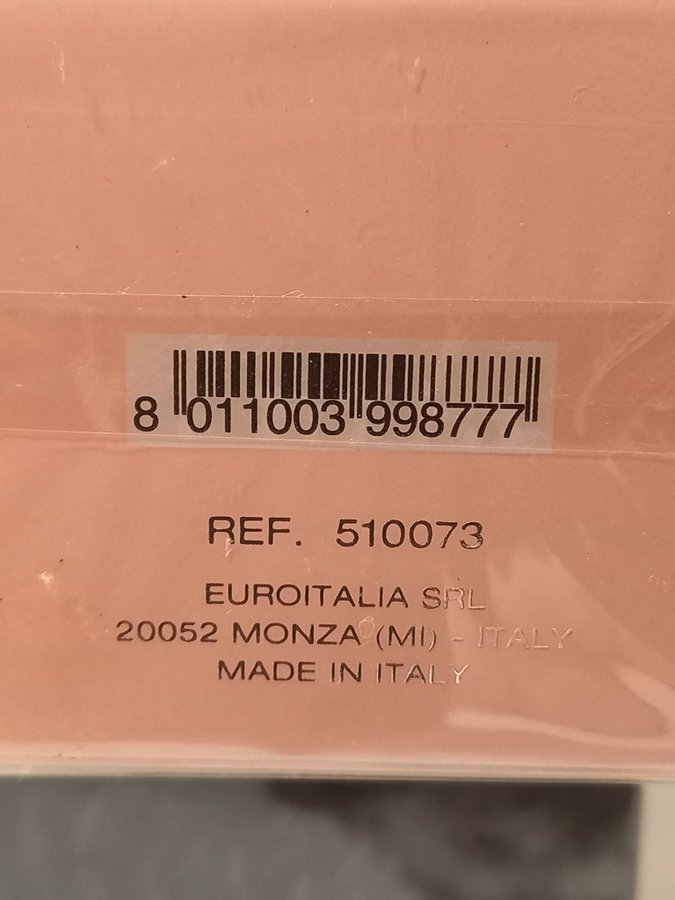 8 011003 998777
REF. 510073
EUROITALIA SRL
20052 MONZA (MI) - ITALY
MADE IN ITALY